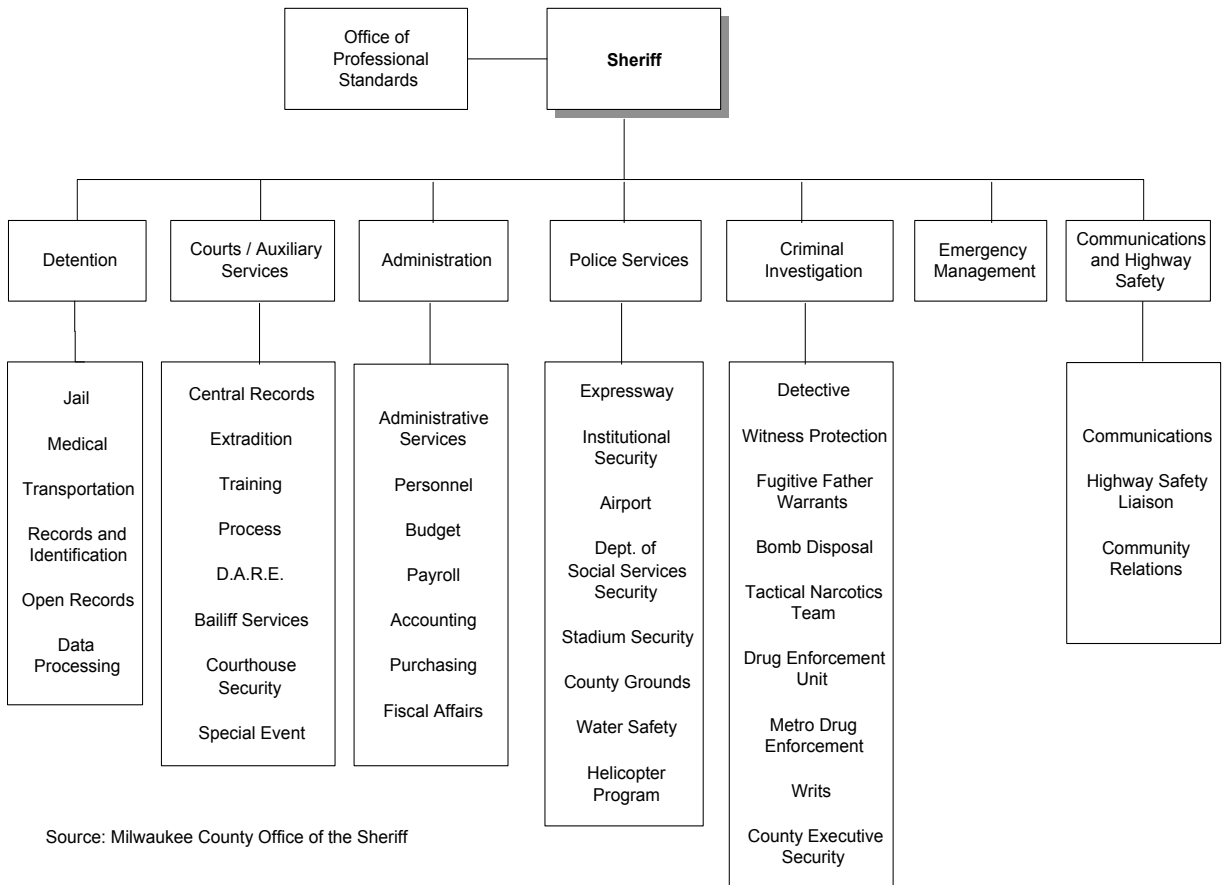 Office of
Professional
Standards
Sheriff
Detention
Courts / Auxiliary
Services
Administration
Police Services
Criminal
Investigation
Emergency
Management
Communications
and Highway
Safety
Jail
Medical
Transportation
Records and
Identification
Open Records
Data
Processing
Central Records
Extradition
Training
Process
D.A.R.E.
Bailiff Services
Courthouse
Security
Special Event
Administrative
Services
Personnel
Budget
Payroll
Accounting
Purchasing
Fiscal Affairs
Expressway
Institutional
Security
Airport
Dept. of
Social Services
Security
Stadium Security
County Grounds
Water Safety
Helicopter
Program
Detective
Witness Protection
Fugitive Father
Warrants
Bomb Disposal
Tactical Narcotics
Team
Drug Enforcement
Unit
Metro Drug
Enforcement
Writs
County Executive
Security
Communications
Highway Safety
Liaison
Community
Relations
Source: Milwaukee County Office of the Sheriff